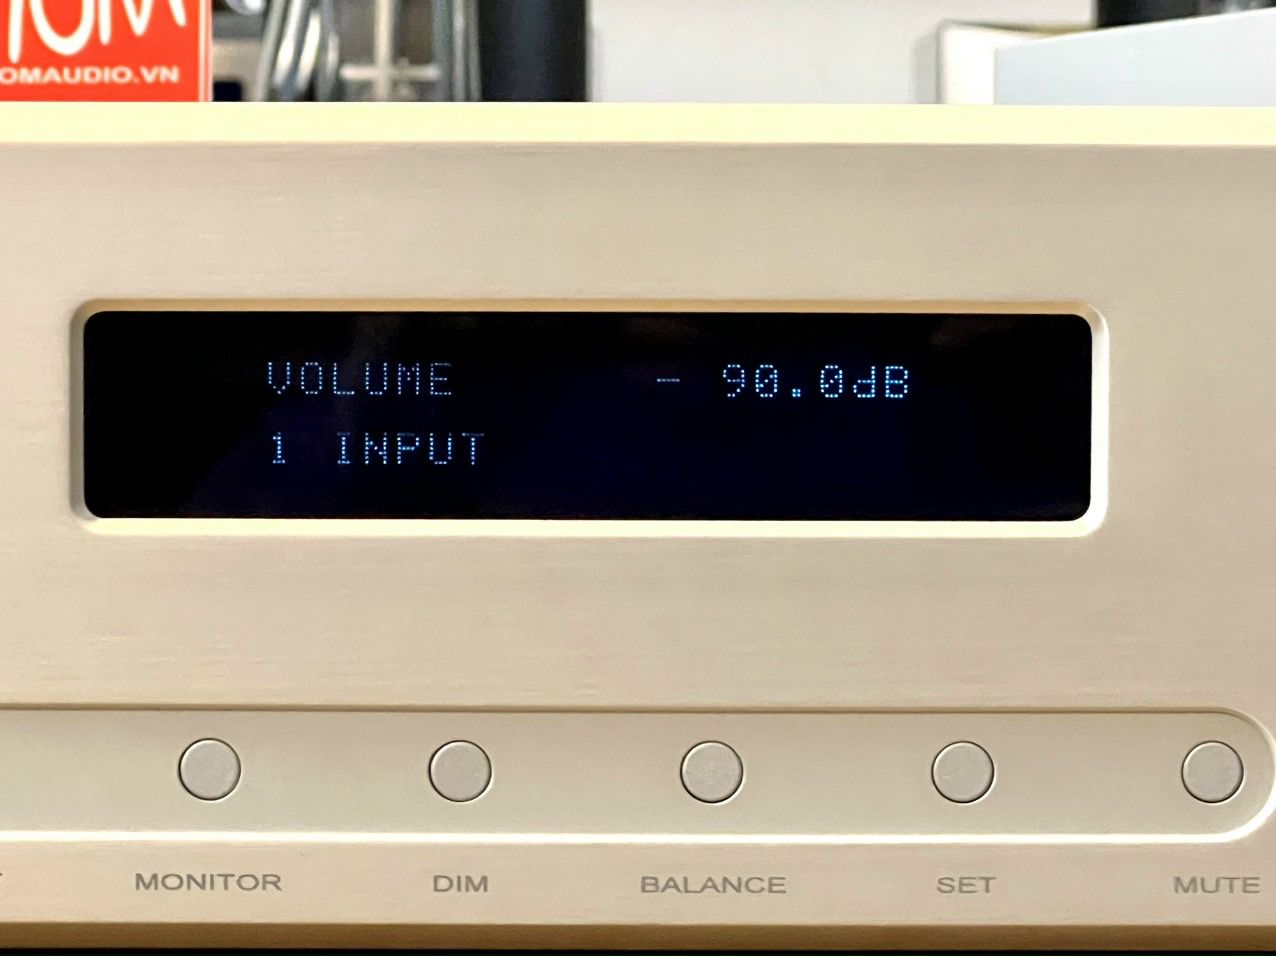 OMAUDIO.VN
VOLUME - 90.0dB
1 INPUT
MONITOR DIM BALANCE SET MUTE